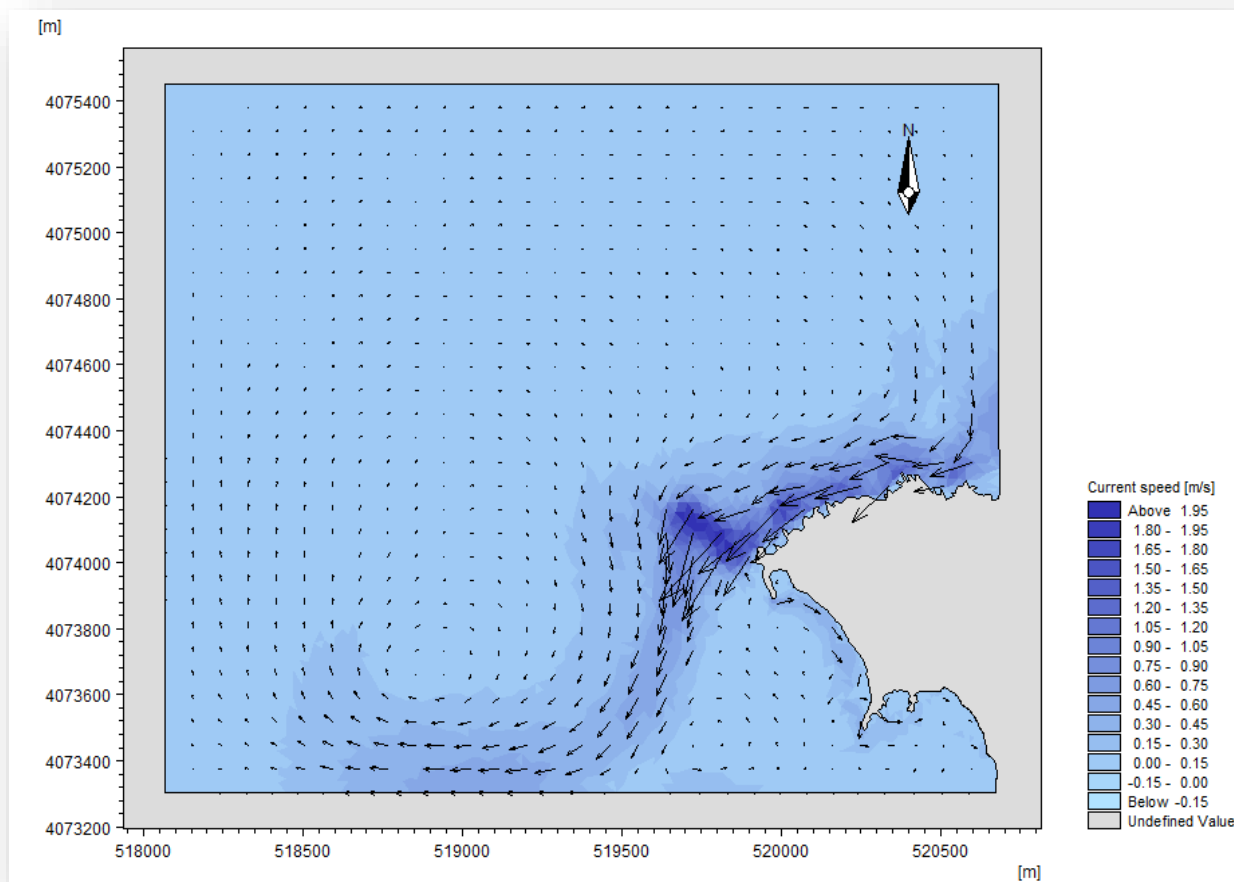 [m]
4075400
4075200
4075000
4074800
4074600
4074400
4074200
4074000
4073800
4073600
4073400
4073200
518000 518500 519000 519500 520000 520500
[m]
N
Current speed [m/s]
Above 1.95
1.80 - 1.95
1.65 - 1.80
1.50 - 1.65
1.35 - 1.50
1.20 - 1.35
1.05 - 1.20
0.90 - 1.05
0.75 - 0.90
0.60 - 0.75
0.45 - 0.60
0.30 - 0.45
0.15 - 0.30
0.00 - 0.15
-0.15 - 0.00
Below -0.15
Undefined Value